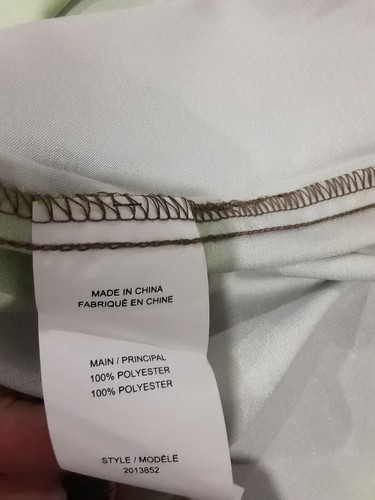 MADE IN CHINA
FABRIQUÉ EN CHINE
MAIN / PRINCIPAL
100% POLYESTER
100% POLYESTER
STYLE / MODÈLE
2013852